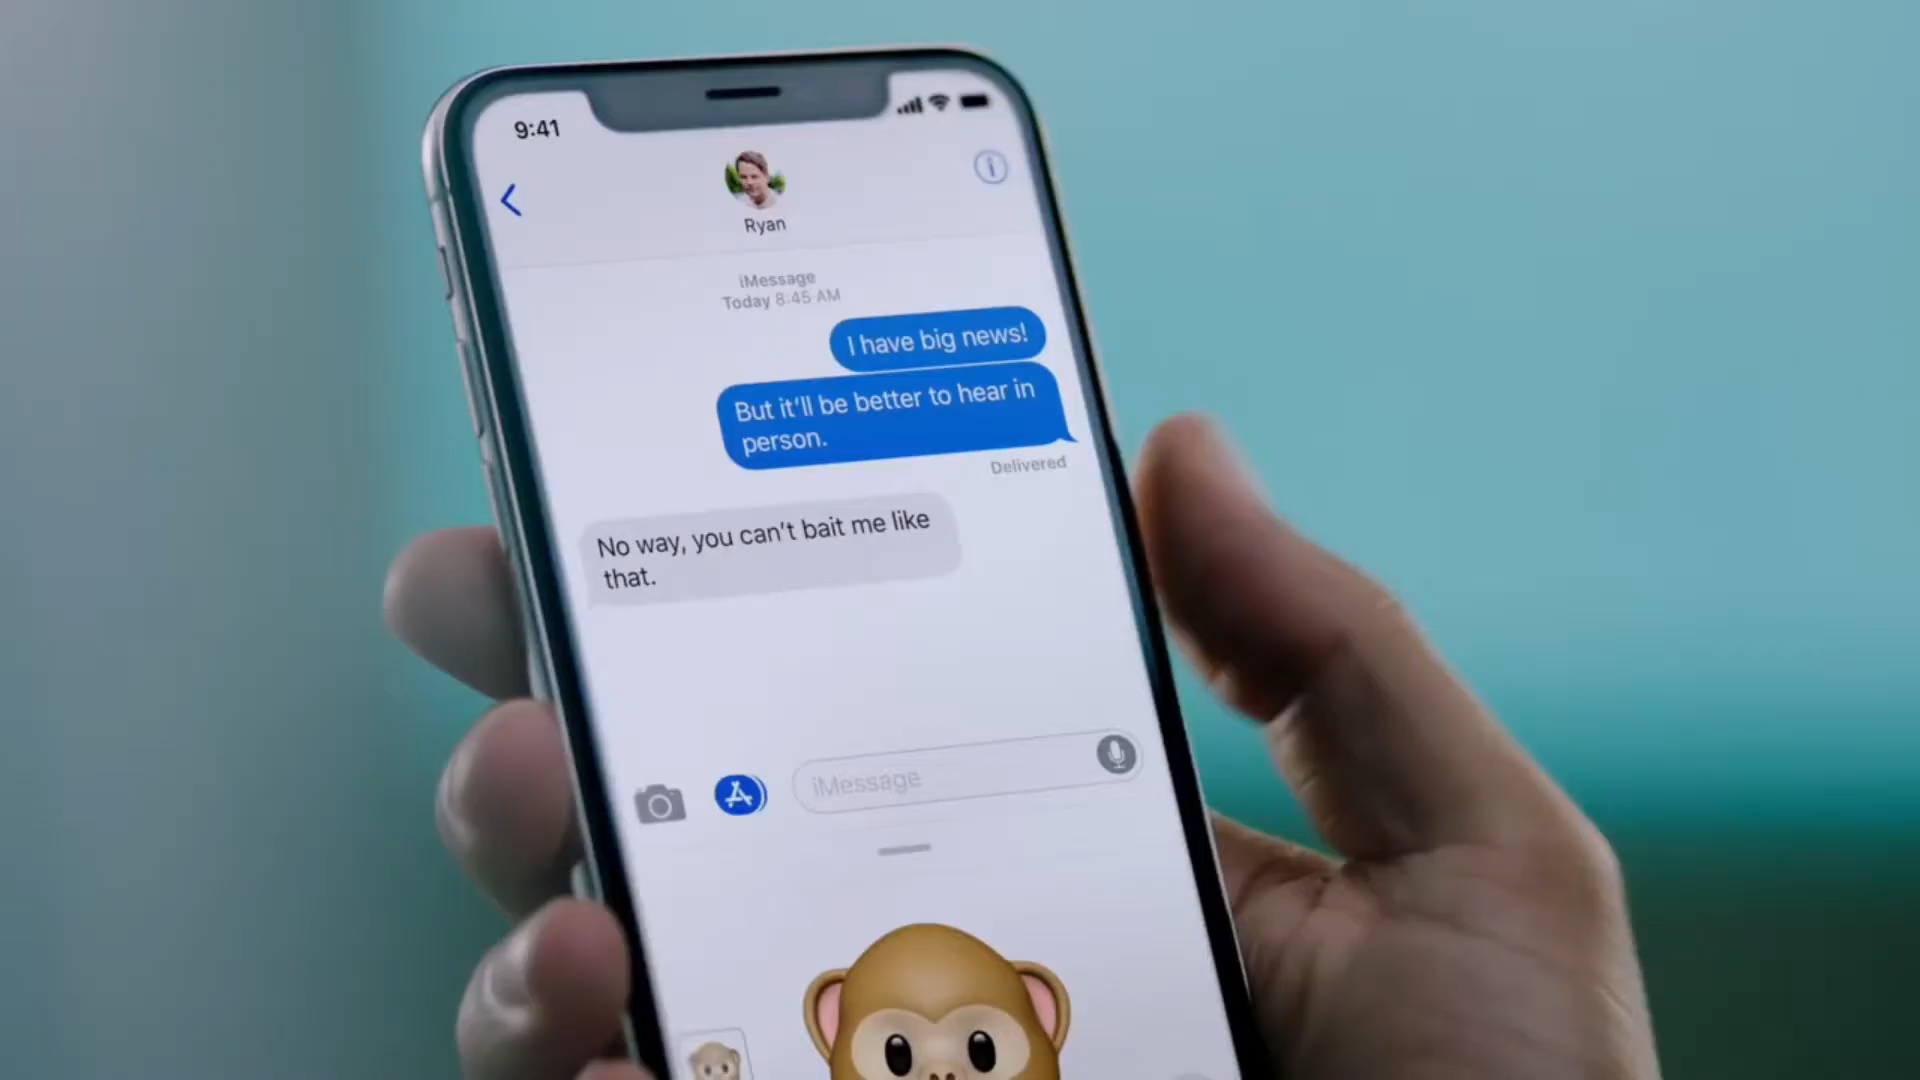 9:41
Ryan
iMessage
Today 8:45 AM
I have big news!
But it’ll be better to hear in
person.
Delivered
No way, you can’t bait me like
that.
iMessage